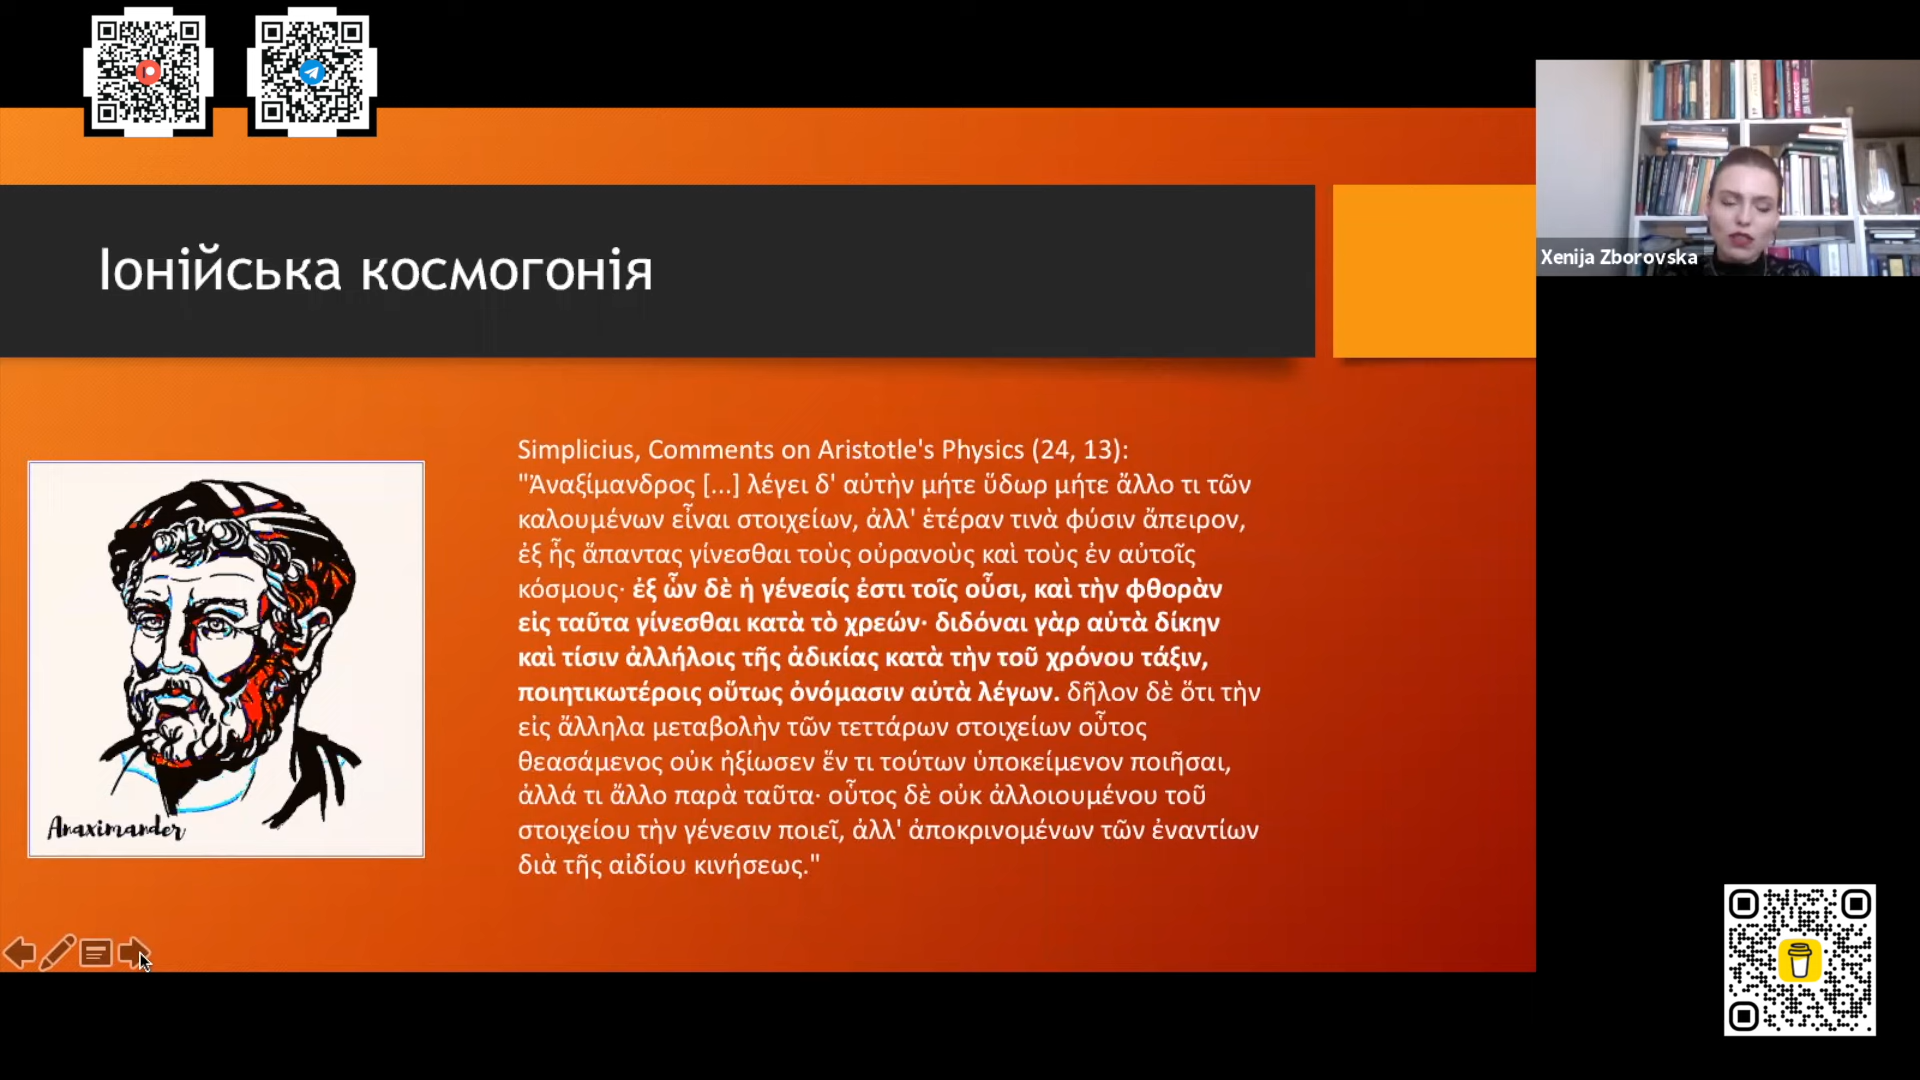 Іонійська космогонія
Xenija Zborovska
Simplicius, Comments on Aristotle's Physics (24, 13):
"Ἀναξίμανδρος [...] λέγει δ' αὐτὴν μήτε ὕδωρ μήτε ἄλλο τι τῶν
καλουμένων εἶναι στοιχείων, ἀλλ' ἑτέραν τινὰ φύσιν ἄπειρον,
ἐξ ἧς ἅπαντας γίνεσθαι τοὺς οὐρανοὺς καὶ τοὺς ἐν αὐτοῖς
κόσμους· ἐξ ὧν δὲ ἡ γένεσίς ἐστι τοῖς οὖσι, καὶ τὴν φθορὰν
εἰς ταῦτα γίνεσθαι κατὰ τὸ χρεών· διδόναι γὰρ αὐτὰ δίκην
καὶ τίσιν ἀλλήλοις τῆς ἀδικίας κατὰ τὴν τοῦ χρόνου τάξιν,
ποιητικωτέροις οὕτως ὀνόμασιν αὐτὰ λέγων. δῆλον δὲ ὅτι τὴν
εἰς ἄλληλα μεταβολὴν τῶν τεττάρων στοιχείων οὗτος
θεασάμενος οὐκ ἠξίωσεν ἕν τι τούτων ὑποκείμενον ποιῆσαι,
ἀλλά τι ἄλλο παρὰ ταῦτα· οὗτος δὲ οὐκ ἀλλοιουμένου τοῦ
στοιχείου τὴν γένεσιν ποιεῖ, ἀλλ' ἀποκρινομένων τῶν ἐναντίων
διὰ τῆς αἰδίου κινήσεως."
Anaximander